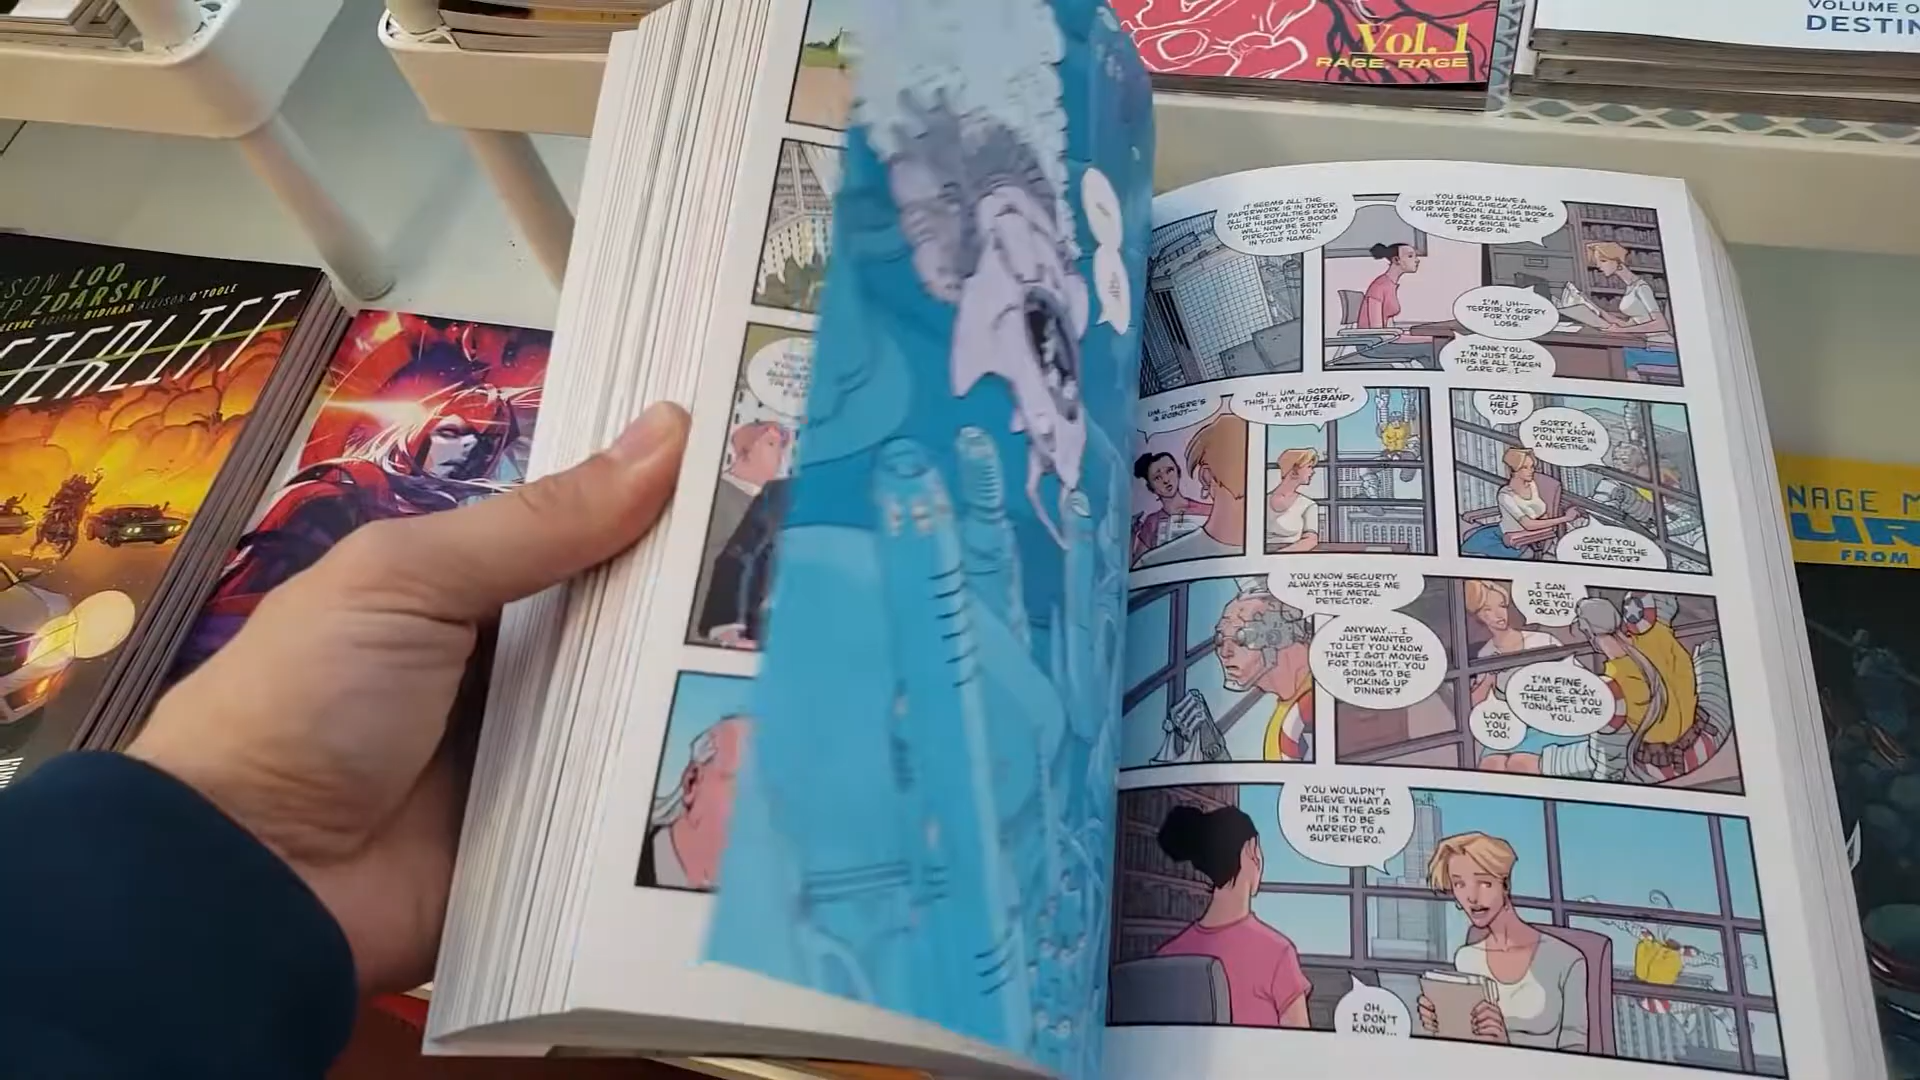 Vol. 1
RAGE, RAGE
VOLUME
DESTIN
SON LOO
P ZDARSKY
LEYNE ADITYA BIDIKAR ALLISON O'TOOLE
NAGE M
FROM
IT SEEMS ALL THE
PAPERWORK IS IN ORDER.
ALL THE ROYALTIES FROM
YOUR HUSBAND'S BOOKS
WILL NOW BE SENT
DIRECTLY TO YOU,
IN YOUR NAME.
YOU SHOULD HAVE A
SUBSTANTIAL CHECK COMING
YOUR WAY SOON. ALL HIS BOOKS
HAVE BEEN SELLING LIKE
CRAZY SINCE HE
PASSED ON.
I'M, UH--
TERRIBLY SORRY
FOR YOUR
LOSS.
THANK YOU.
I'M JUST GLAD
THIS IS ALL TAKEN
CARE OF. I--
UM... THERE'S
A ROBOT--
OH... UM... SORRY.
THIS IS MY HUSBAND,
IT'LL ONLY TAKE
A MINUTE.
CAN I
HELP
YOU?
SORRY, I
DIDN'T KNOW
YOU WERE IN
A MEETING.
CAN'T YOU
JUST USE THE
ELEVATOR?
YOU KNOW SECURITY
ALWAYS HASSLES ME
AT THE METAL
DETECTOR.
ANYWAY... I
JUST WANTED
TO LET YOU KNOW
THAT I GOT MOVIES
FOR TONIGHT. YOU
GOING TO BE
PICKING UP
DINNER?
I CAN
DO THAT.
ARE YOU
OKAY?
I'M FINE,
CLAIRE. OKAY
THEN, SEE YOU
TONIGHT. LOVE
YOU.
LOVE
YOU,
TOO.
YOU WOULDN'T
BELIEVE WHAT A
PAIN IN THE ASS
IT IS TO BE
MARRIED TO A
SUPERHERO.
OH,
I DON'T
KNOW...